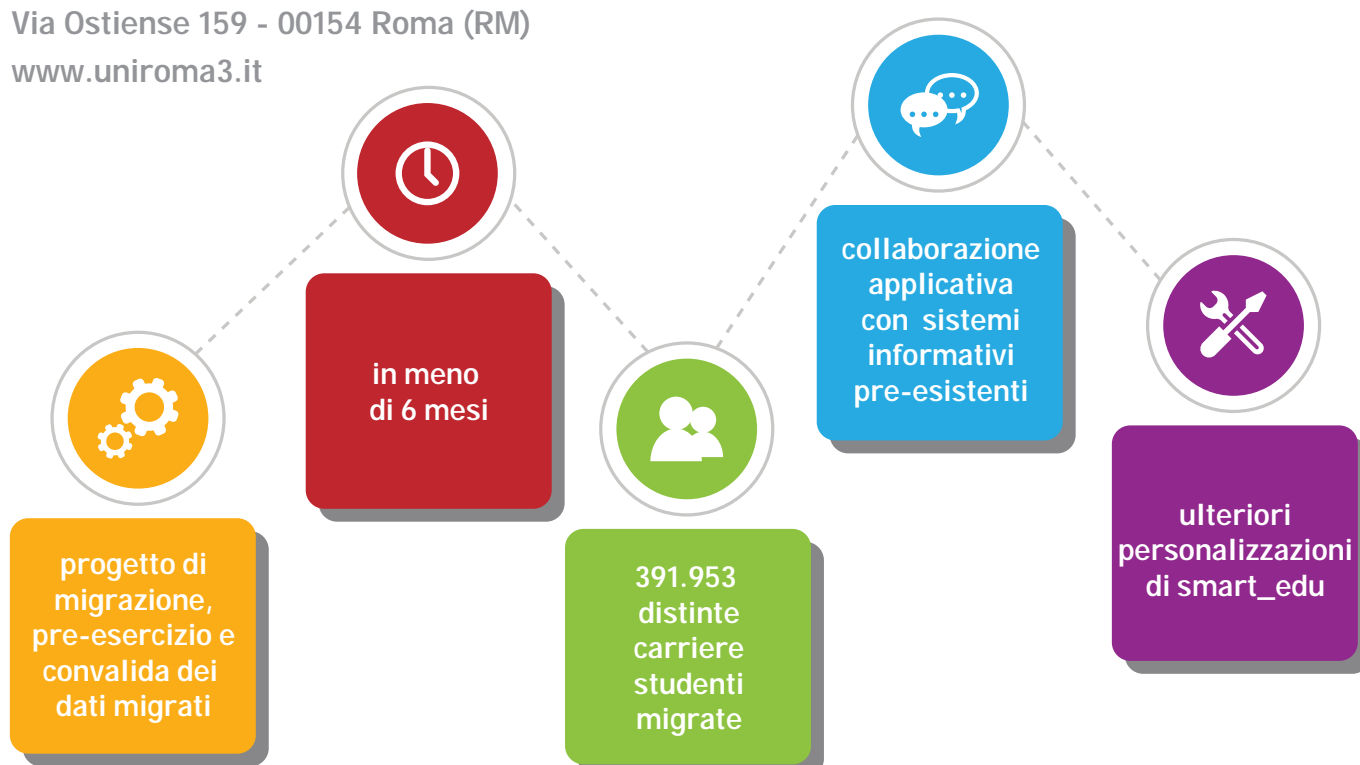 Via Ostiense 159 - 00154 Roma (RM)
www.uniroma3.it
progetto di
migrazione,
pre-esercizio e
convalida dei
dati migrati
in meno
di 6 mesi
391.953
distinte
carriere
studenti
migrate
collaborazione
applicativa
con sistemi
informativi
pre-esistenti
ulteriori
personalizzazioni
di smart_edu